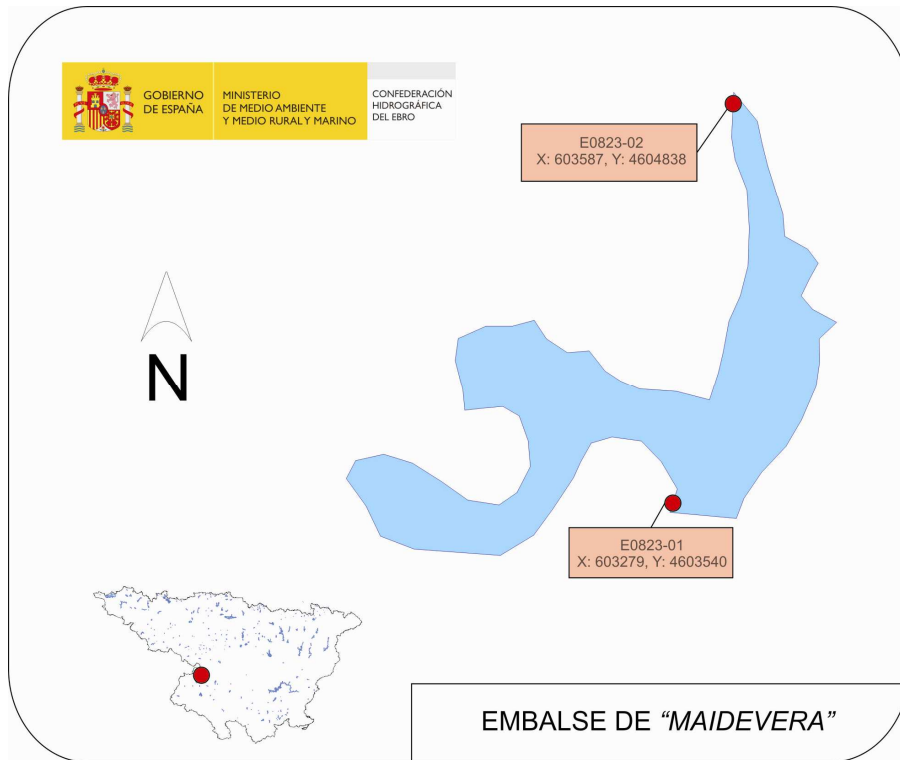 GOBIERNO
DE ESPAÑA
MINISTERIO
DE MEDIO AMBIENTE
Y MEDIO RURAL Y MARINO
CONFEDERACIÓN
HIDROGRÁFICA
DEL EBRO
E0823-02
X: 603587, Y: 4604838
N
E0823-01
X: 603279, Y: 4603540
EMBALSE DE “MAIDEVERA”